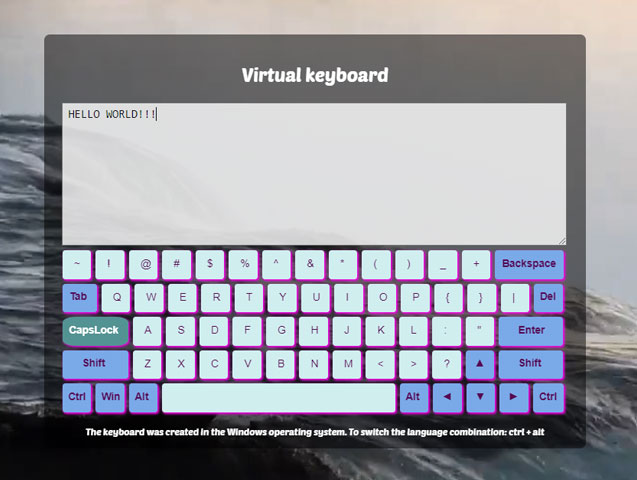 Virtual keyboard
HELLO WORLD!!!
~ ! @ # $ % ^ & * ( ) _ + Backspace
Tab Q W E R T Y U I O P { } | Del
CapsLock A S D F G H J K L : " Enter
Shift Z X C V B N M < > ? ▲ Shift
Ctrl Win Alt Alt ◄ ▼ ► Ctrl
The keyboard was created in the Windows operating system. To switch the language combination: ctrl + alt